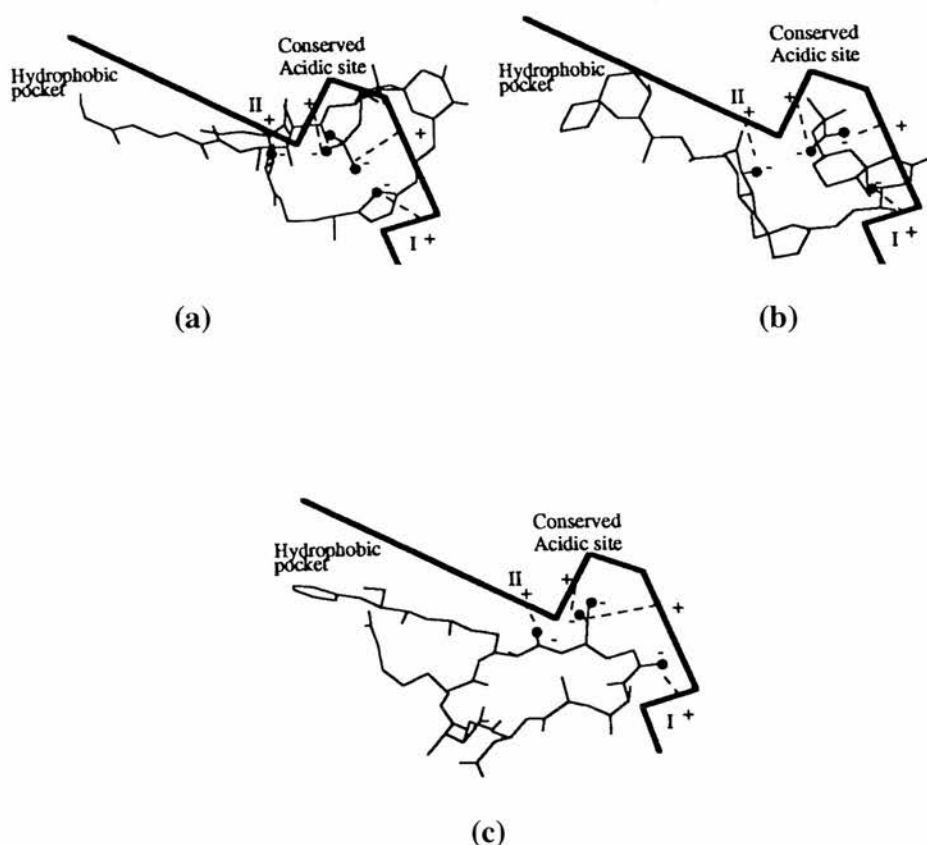 Conserved
Acidic site
Hydrophobic
pocket
II
+
+
+
-
-
-
-
I +
(a)
Conserved
Acidic site
Hydrophobic
pocket
II
+
+
+
-
-
-
-
I +
(b)
Conserved
Acidic site
Hydrophobic
pocket
II
+
+
+
-
-
-
-
I +
(c)